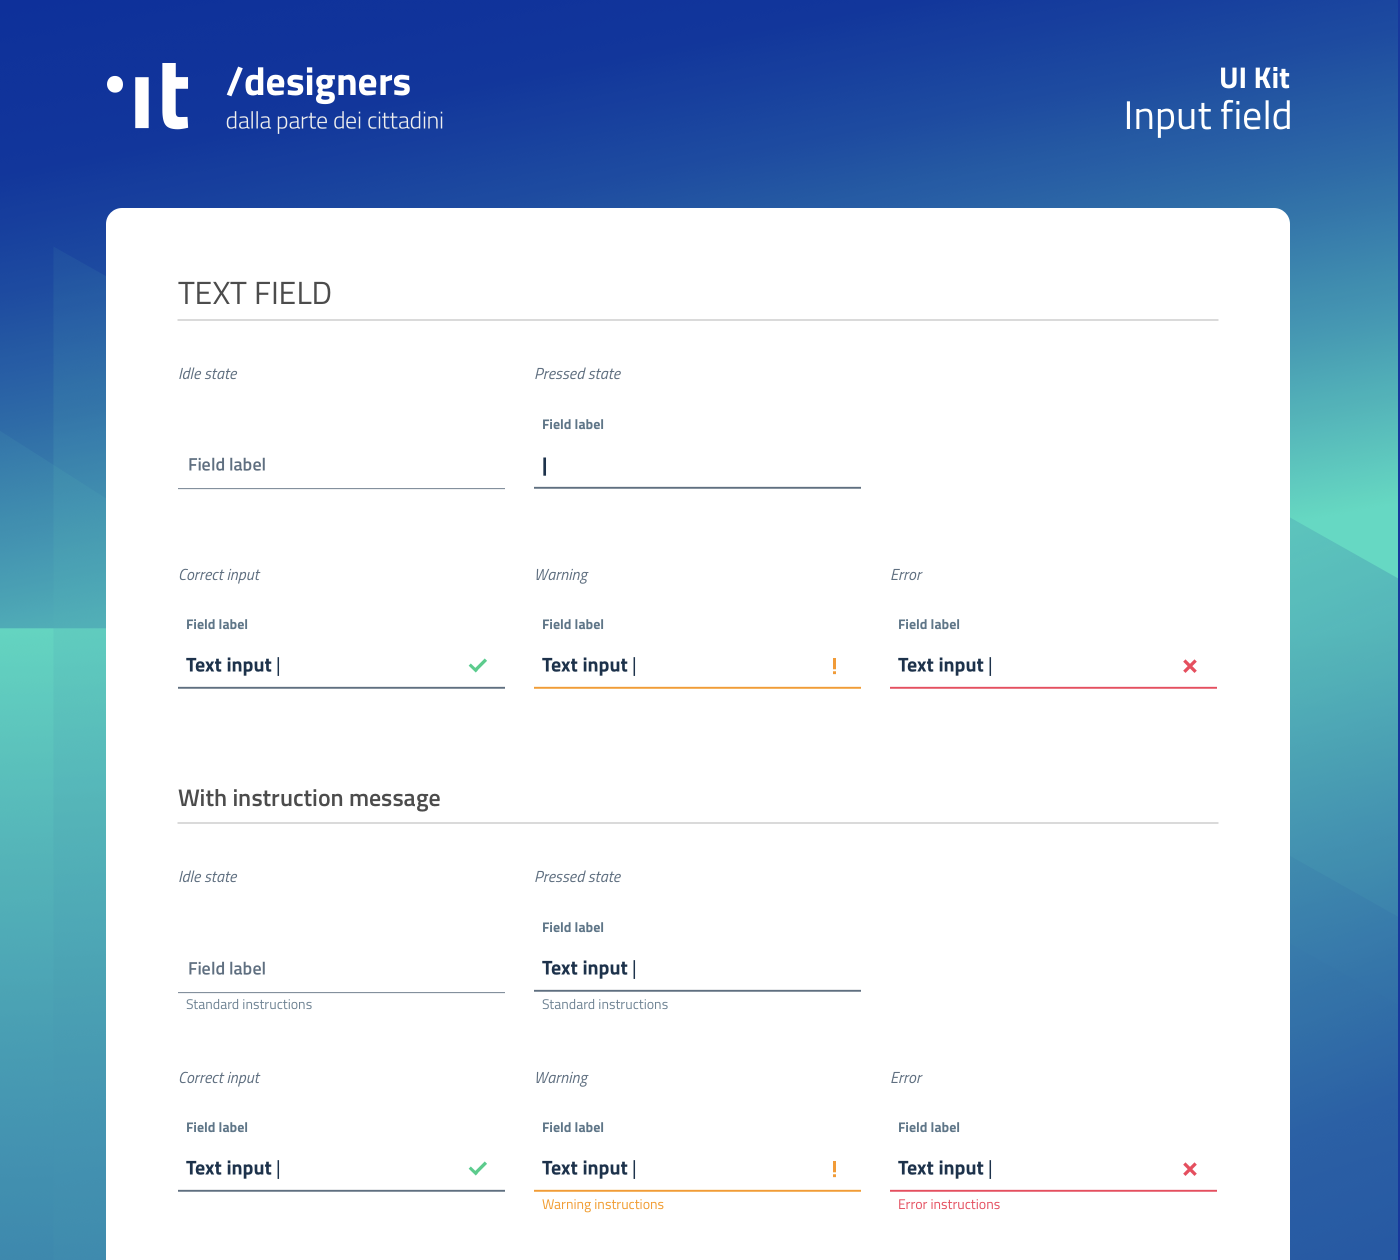 it
/designers
dalla parte dei cittadini
UI Kit
Input field
TEXT FIELD
Idle state
Pressed state
Field label
Field label
Correct input
Warning
Error
Field label
Field label
Field label
Text input
Text input
!
Text input
With instruction message
Idle state
Pressed state
Field label
Field label
Text input
Standard instructions
Standard instructions
Correct input
Warning
Error
Field label
Field label
Field label
Text input
Text input
!
Text input
Warning instructions
Error instructions